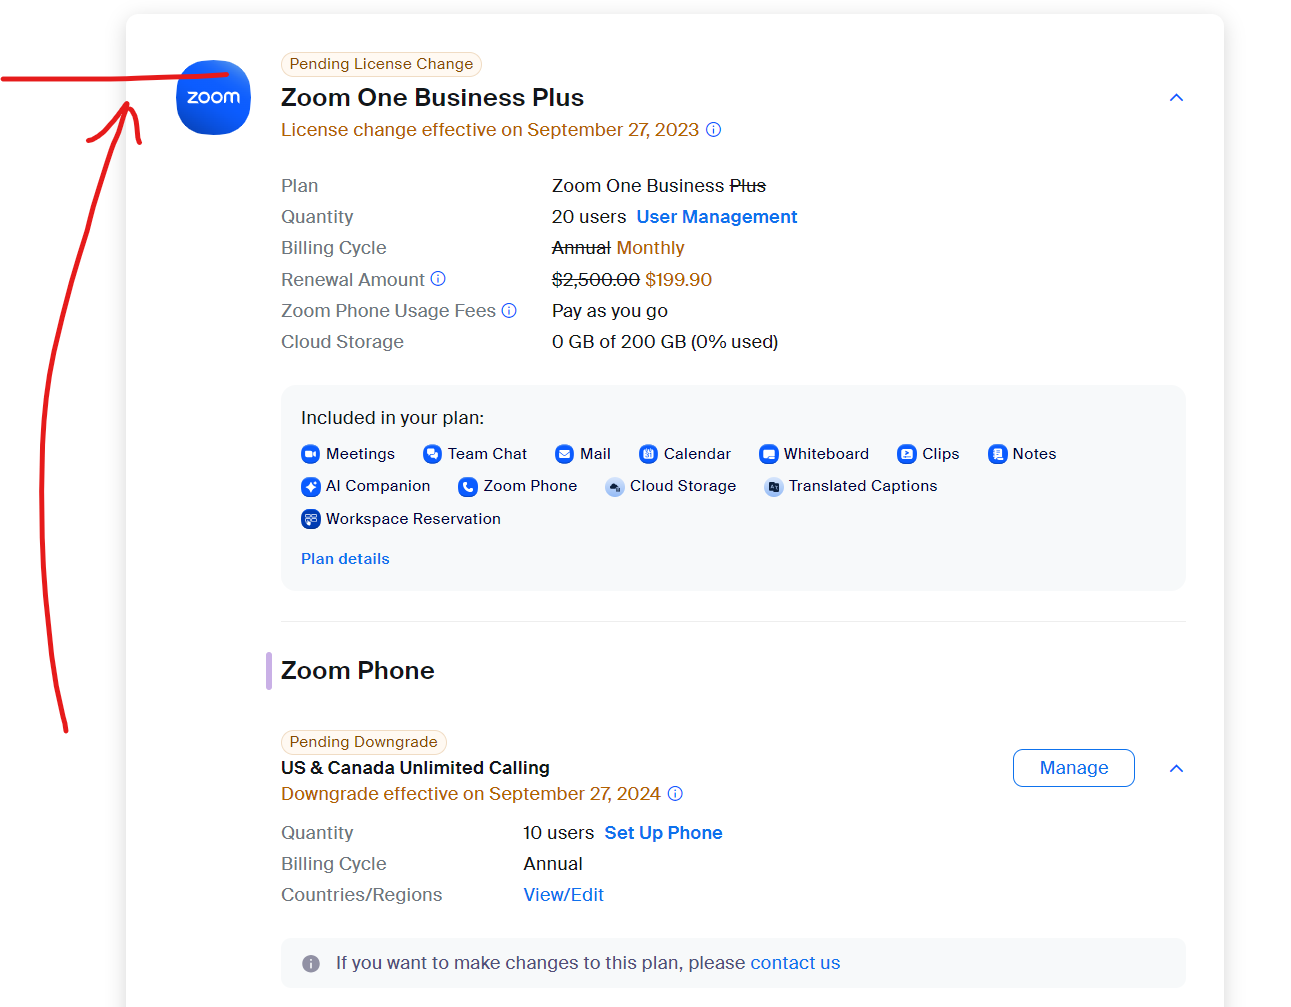 Pending License Change
zoom
Zoom One Business Plus
License change effective on September 27, 2023
Plan Zoom One Business Plus
Quantity 20 users User Management
Billing Cycle Annual Monthly
Renewal Amount $2,500.00 $199.90
Zoom Phone Usage Fees Pay as you go
Cloud Storage 0 GB of 200 GB (0% used)
Included in your plan:
Meetings Team Chat Mail Calendar Whiteboard Clips Notes
AI Companion Zoom Phone Cloud Storage Translated Captions
Workspace Reservation
Plan details
Zoom Phone
Pending Downgrade
US & Canada Unlimited Calling
Manage
Downgrade effective on September 27, 2024
Quantity 10 users Set Up Phone
Billing Cycle Annual
Countries/Regions View/Edit
If you want to make changes to this plan, please contact us